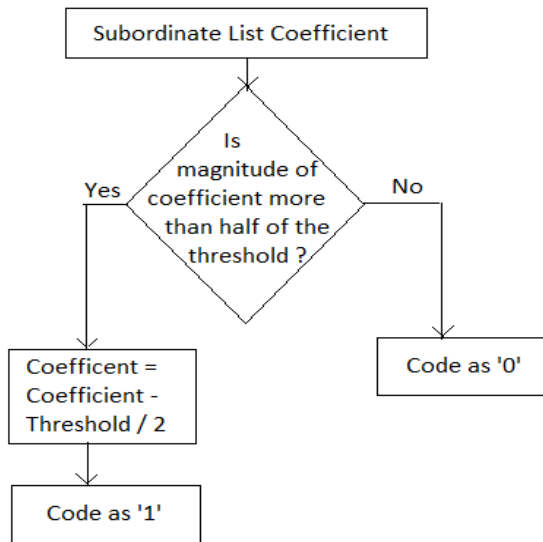 Subordinate List Coefficient
Is
magnitude of
coefficient more
than half of the
threshold ?
Yes
No
Coefficent =
Coefficient -
Threshold / 2
Code as '0'
Code as '1'